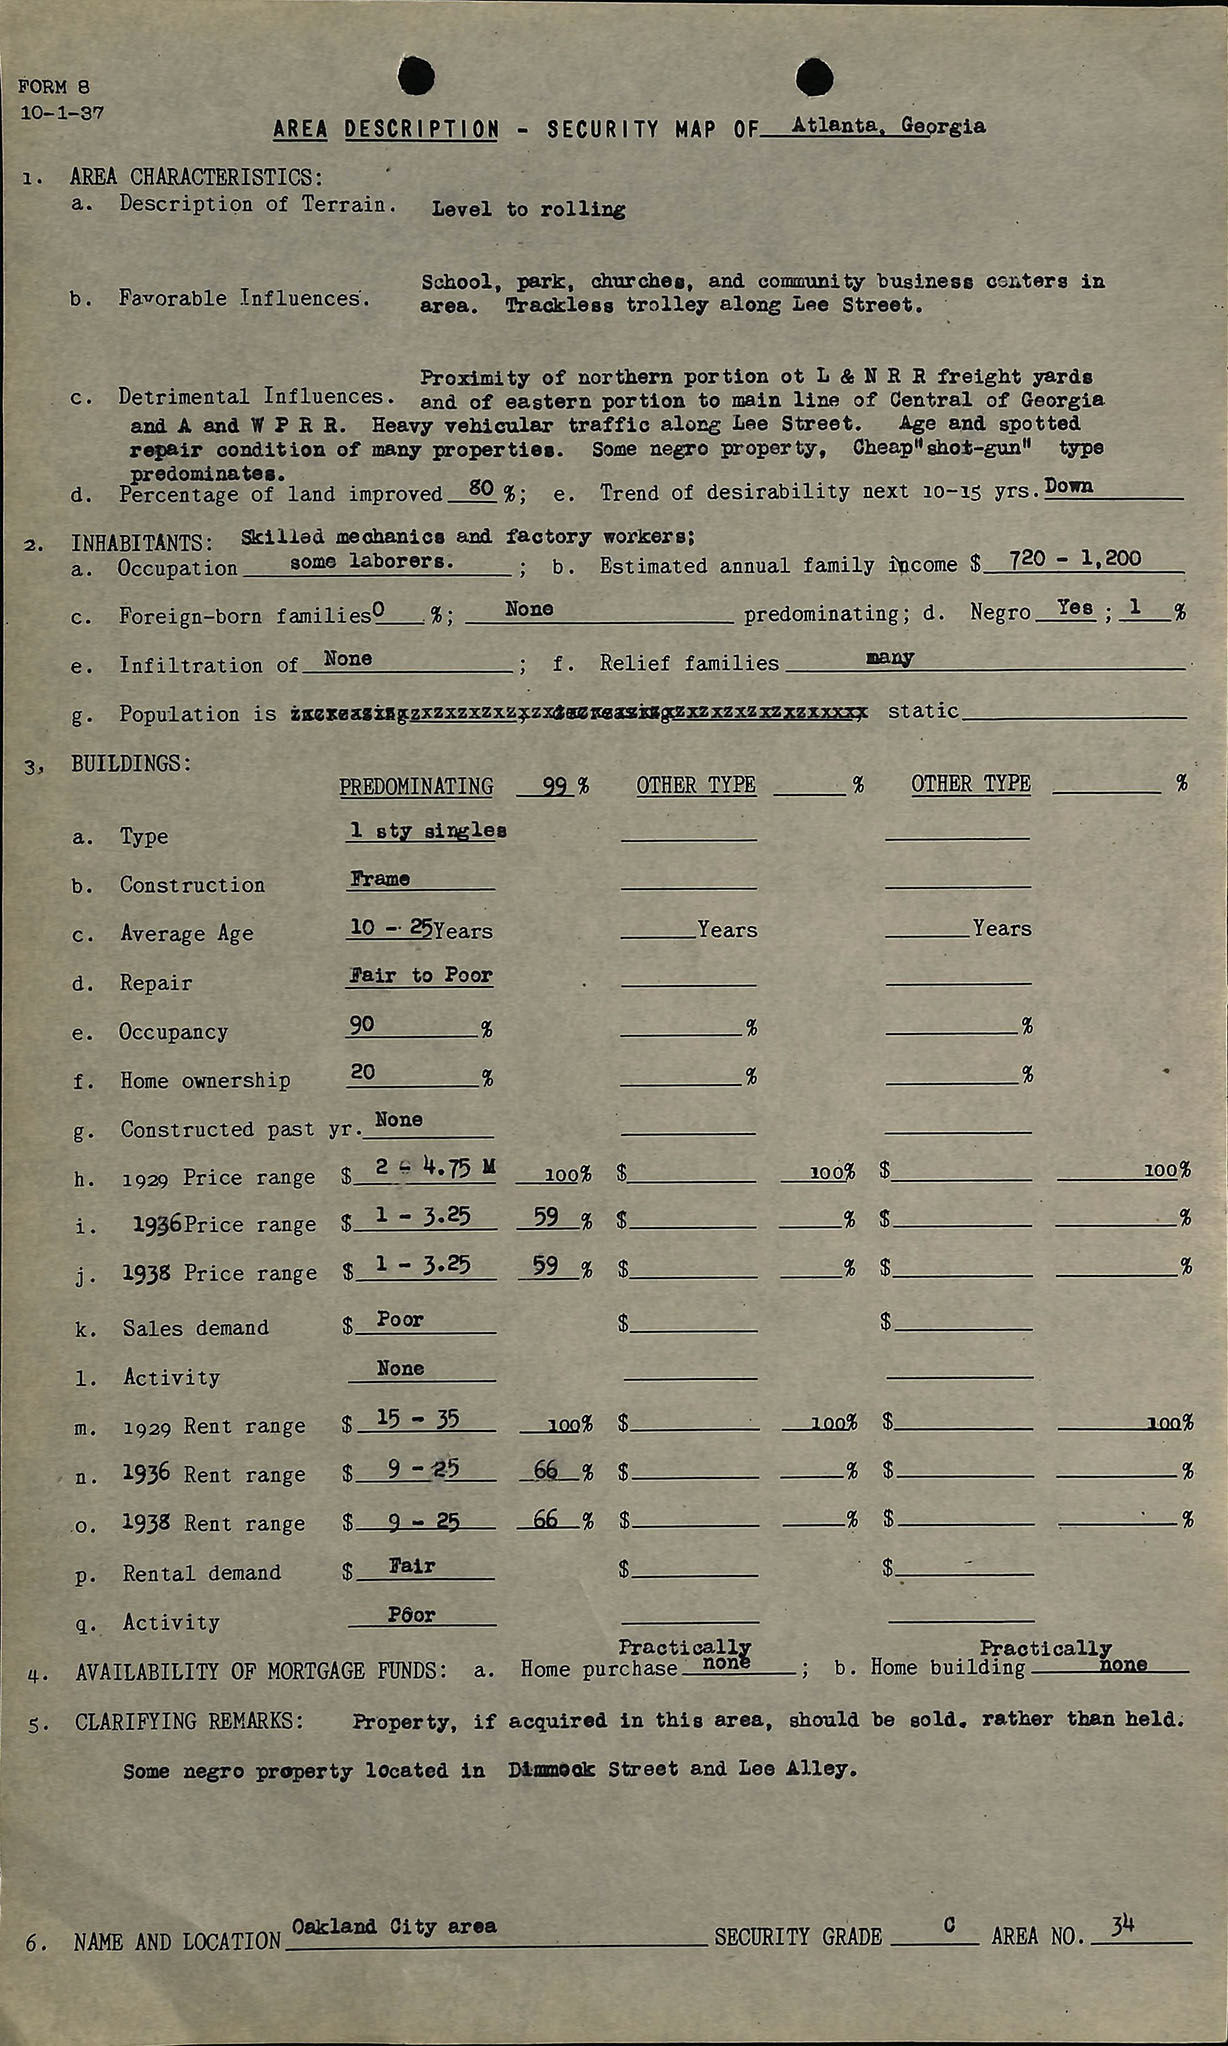 FORM 8
10-1-37
AREA DESCRIPTION - SECURITY MAP OF Atlanta, Georgia
1. AREA CHARACTERISTICS:
a. Description of Terrain. Level to rolling
School, park, churches, and community business centers in
b. Favorable Influences. area. Trackless trolley along Lee Street.
Proximity of northern portion ot L & N R R freight yards
c. Detrimental Influences. and of eastern portion to main line of Central of Georgia
and A and W P R R. Heavy vehicular traffic along Lee Street. Age and spotted
repair condition of many properties. Some negro property, Cheap "shot-gun" type
predominates.
d. Percentage of land improved 80 %; e. Trend of desirability next 10-15 yrs. Down
2. INHABITANTS: Skilled mechanics and factory workers;
a. Occupation some laborers. ; b. Estimated annual family income $ 720 - 1,200
c. Foreign-born families 0 %; None predominating; d. Negro Yes ; 1 %
e. Infiltration of None ; f. Relief families many
g. Population is static
3. BUILDINGS:
PREDOMINATING 99 % OTHER TYPE % OTHER TYPE %
a. Type 1 sty singles
b. Construction Frame
c. Average Age 10 - 25 Years Years Years
d. Repair Fair to Poor
e. Occupancy 90 % % %
f. Home ownership 20 % % %
g. Constructed past yr. None
h. 1929 Price range $ 2 - 4.75 M 100% $ 100% $ 100%
i. 1936 Price range $ 1 - 3.25 59 % $ % $ %
j. 1938 Price range $ 1 - 3.25 59 % $ % $ %
k. Sales demand $ Poor $ $
l. Activity None
m. 1929 Rent range $ 15 - 35 100% $ 100% $ 100%
n. 1936 Rent range $ 9 - 25 66 % $ % $ %
o. 1938 Rent range $ 9 - 25 66 % $ % $ %
p. Rental demand $ Fair $ $
q. Activity Poor
Practically Practically
4. AVAILABILITY OF MORTGAGE FUNDS: a. Home purchase none ; b. Home building none
5. CLARIFYING REMARKS: Property, if acquired in this area, should be sold. rather than held.
Some negro property located in Dimmock Street and Lee Alley.
6. NAME AND LOCATION Oakland City area SECURITY GRADE C AREA NO. 34